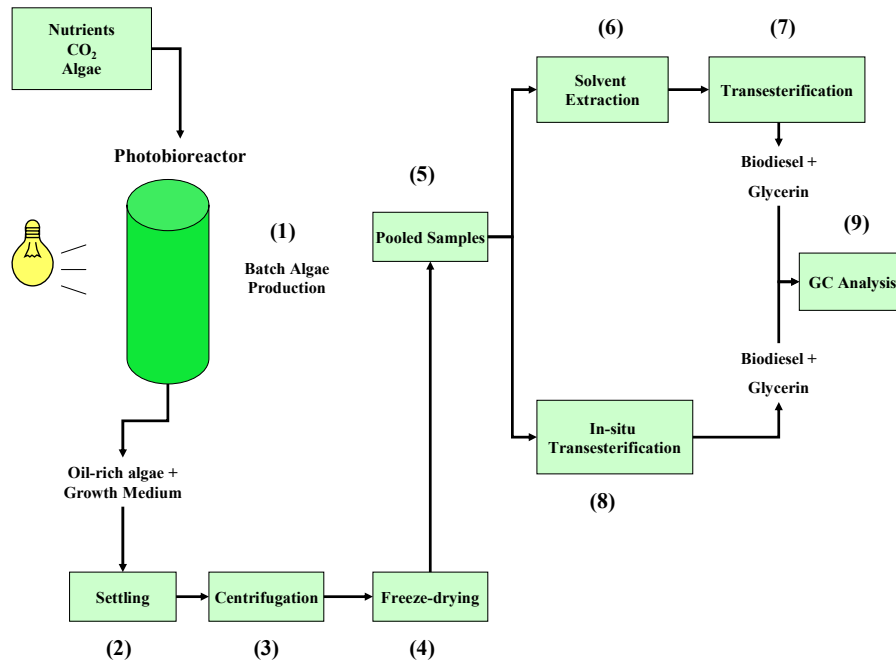 Nutrients
CO₂
Algae
Photobioreactor
(1)
Batch Algae
Production
Oil-rich algae +
Growth Medium
Settling
(2)
Centrifugation
(3)
Freeze-drying
(4)
(5)
Pooled Samples
(6)
Solvent
Extraction
(7)
Transesterification
Biodiesel +
Glycerin
In-situ
Transesterification
(8)
Biodiesel +
Glycerin
(9)
GC Analysis